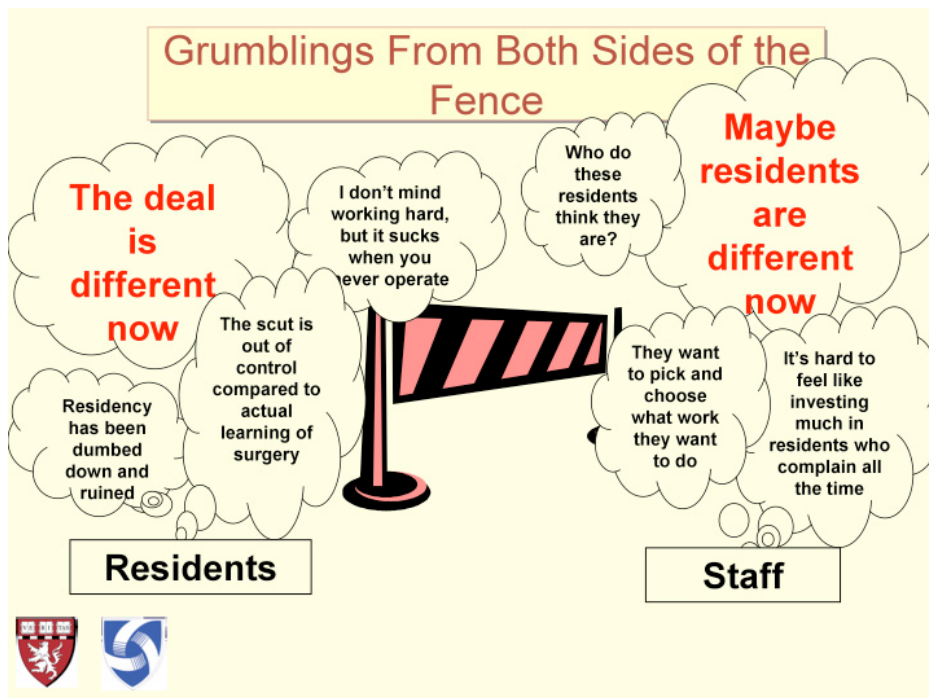 Grumblings From Both Sides of the
Fence
The deal
is
different
now
I don't mind
working hard,
but it sucks
when you
never operate
The scut is
out of
control
compared to
actual
learning of
surgery
Residency
has been
dumbed
down and
ruined
Residents
Who do
these
residents
think they
are?
Maybe
residents
are
different
now
They want
to pick and
choose
what work
they want
to do
It's hard to
feel like
investing
much in
residents who
complain all
the time
Staff
VE RI TAS